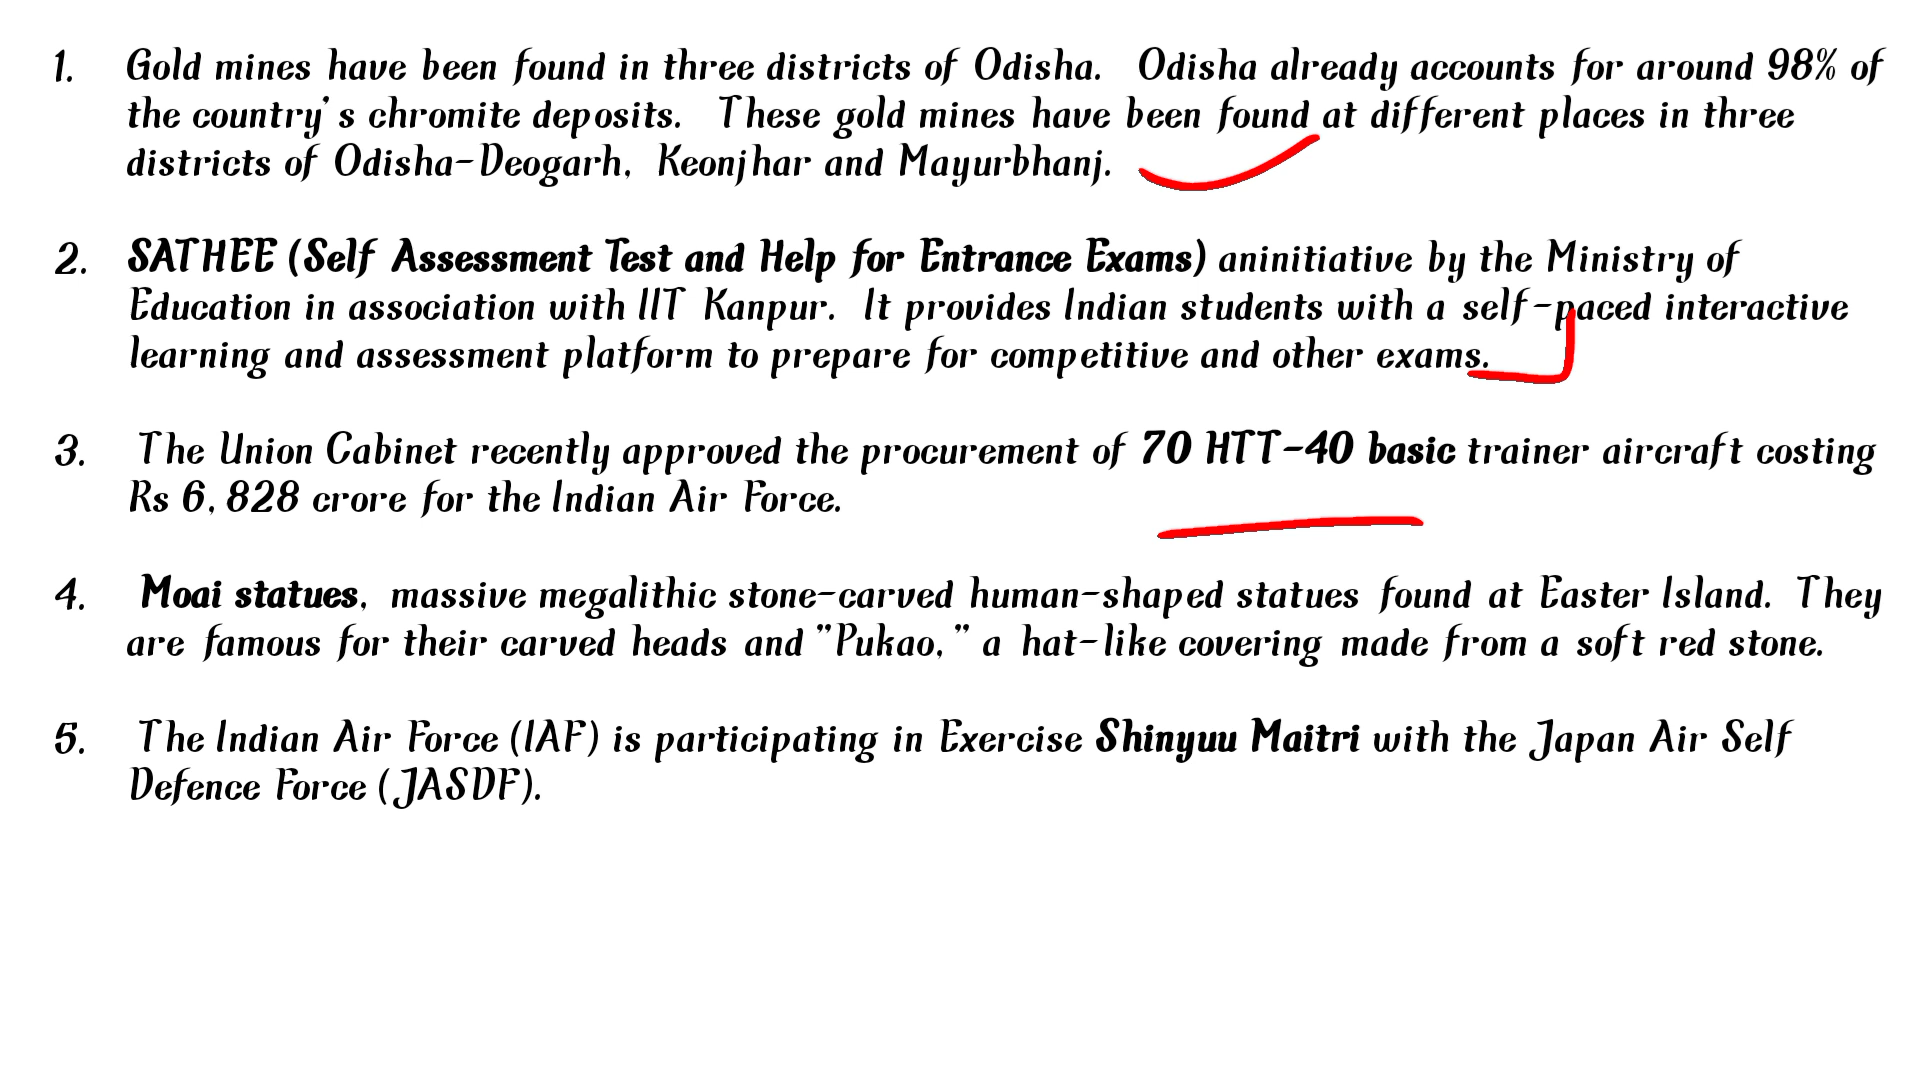 1. Gold mines have been found in three districts of Odisha. Odisha already accounts for around 98% of
the country's chromite deposits. These gold mines have been found at different places in three
districts of Odisha-Deogarh, Keonjhar and Mayurbhanj.
2. SATHEE (Self Assessment Test and Help for Entrance Exams) aninitiative by the Ministry of
Education in association with IIT Kanpur. It provides Indian students with a self-paced interactive
learning and assessment platform to prepare for competitive and other exams.
3. The Union Cabinet recently approved the procurement of 70 HTT-40 basic trainer aircraft costing
Rs 6,828 crore for the Indian Air Force.
4. Moai statues, massive megalithic stone-carved human-shaped statues found at Easter Island. They
are famous for their carved heads and "Pukao," a hat-like covering made from a soft red stone.
5. The Indian Air Force (IAF) is participating in Exercise Shinyuu Maitri with the Japan Air Self
Defence Force (JASDF).